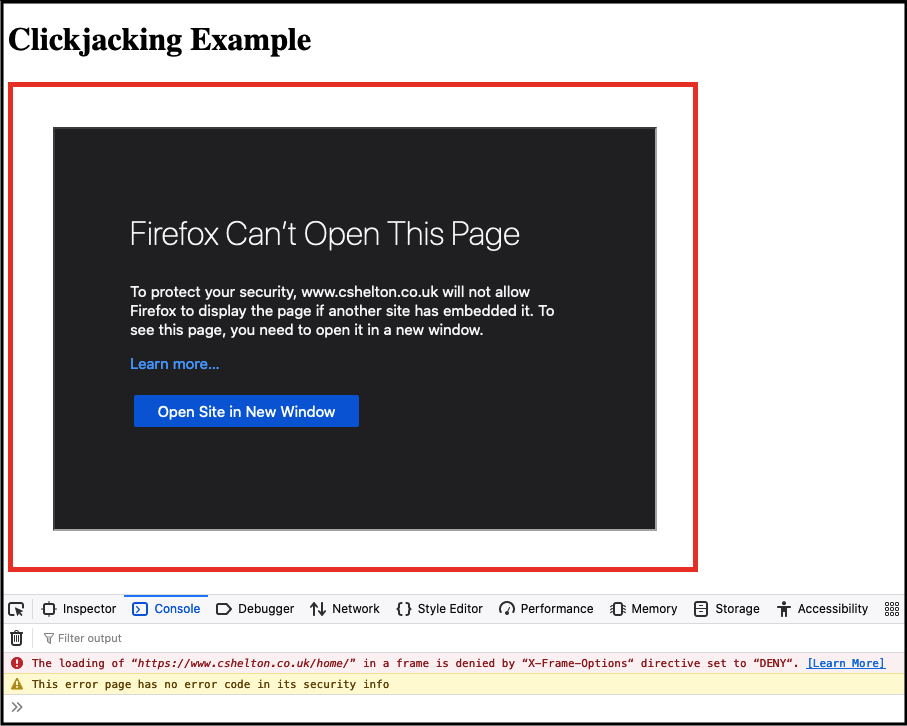 Clickjacking Example
Firefox Can’t Open This Page
To protect your security, www.cshelton.co.uk will not allow
Firefox to display the page if another site has embedded it. To
see this page, you need to open it in a new window.
Learn more...
Open Site in New Window
Inspector Console Debugger Network Style Editor Performance Memory Storage Accessibility
Filter output
The loading of “https://www.cshelton.co.uk/home/” in a frame is denied by “X-Frame-Options“ directive set to “DENY“. [Learn More]
This error page has no error code in its security info